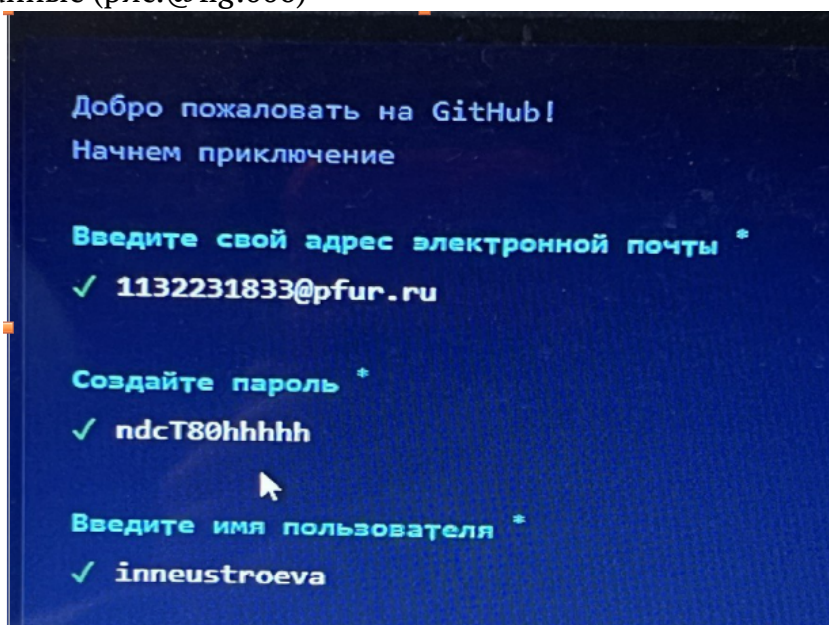 Добро пожаловать на GitHub!
Начнем приключение
Введите свой адрес электронной почты *
✓ 1132231833@pfur.ru
Создайте пароль *
✓ ndcT80hhhhh
Введите имя пользователя *
✓ inneustroeva